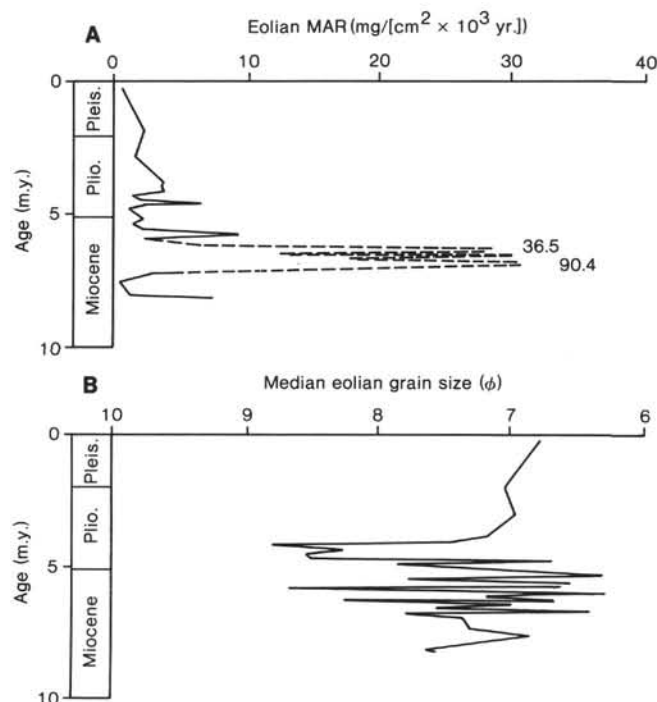 A
Eolian MAR (mg/[cm² × 10³ yr.])
0 10 20 30 40
0
Pleis.
Plio.
5
Miocene
10
Age (m.y.)
36.5
90.4
B
Median eolian grain size (ϕ)
10 9 8 7 6
0
Pleis.
Plio.
5
Miocene
10
Age (m.y.)